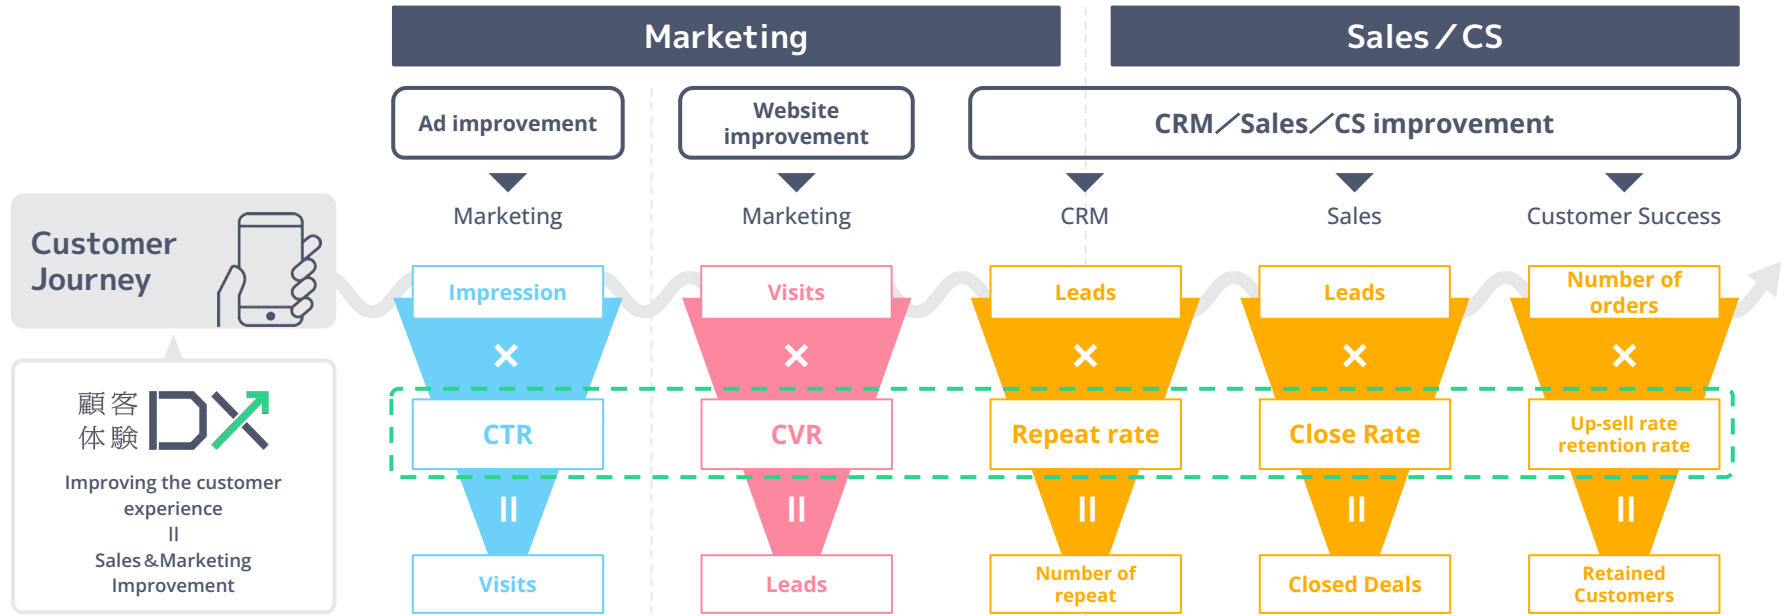 Marketing
Sales／CS
Ad improvement
Website
improvement
CRM／Sales／CS improvement
Marketing
Marketing
CRM
Sales
Customer Success
Customer
Journey
Impression
Visits
Leads
Leads
Number of
orders
×
×
×
×
×
顧客
体験
DX
CTR
CVR
Repeat rate
Close Rate
Up-sell rate
retention rate
Improving the customer
experience
=
Sales&Marketing
Improvement
=
=
=
=
=
Visits
Leads
Number of
repeat
Closed Deals
Retained
Customers